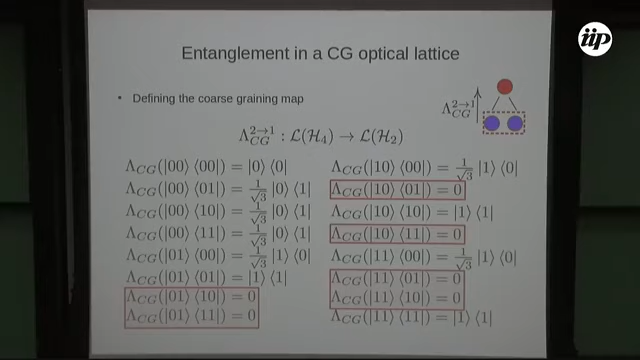 iip
Entanglement in a CG optical lattice
• Defining the coarse graining map
Λ_CG^{2→1}
Λ_CG^{2→1} : L(H_4) → L(H_2)
Λ_CG(|00⟩⟨00|) = |0⟩⟨0|
Λ_CG(|00⟩⟨01|) = 1/√3 |0⟩⟨1|
Λ_CG(|00⟩⟨10|) = 1/√3 |0⟩⟨1|
Λ_CG(|00⟩⟨11|) = 1/√3 |0⟩⟨1|
Λ_CG(|01⟩⟨00|) = 1/√3 |1⟩⟨0|
Λ_CG(|01⟩⟨01|) = |1⟩⟨1|
Λ_CG(|01⟩⟨10|) = 0
Λ_CG(|01⟩⟨11|) = 0
Λ_CG(|10⟩⟨00|) = 1/√3 |1⟩⟨0|
Λ_CG(|10⟩⟨01|) = 0
Λ_CG(|10⟩⟨10|) = |1⟩⟨1|
Λ_CG(|10⟩⟨11|) = 0
Λ_CG(|11⟩⟨00|) = 1/√3 |1⟩⟨0|
Λ_CG(|11⟩⟨01|) = 0
Λ_CG(|11⟩⟨10|) = 0
Λ_CG(|11⟩⟨11|) = |1⟩⟨1|